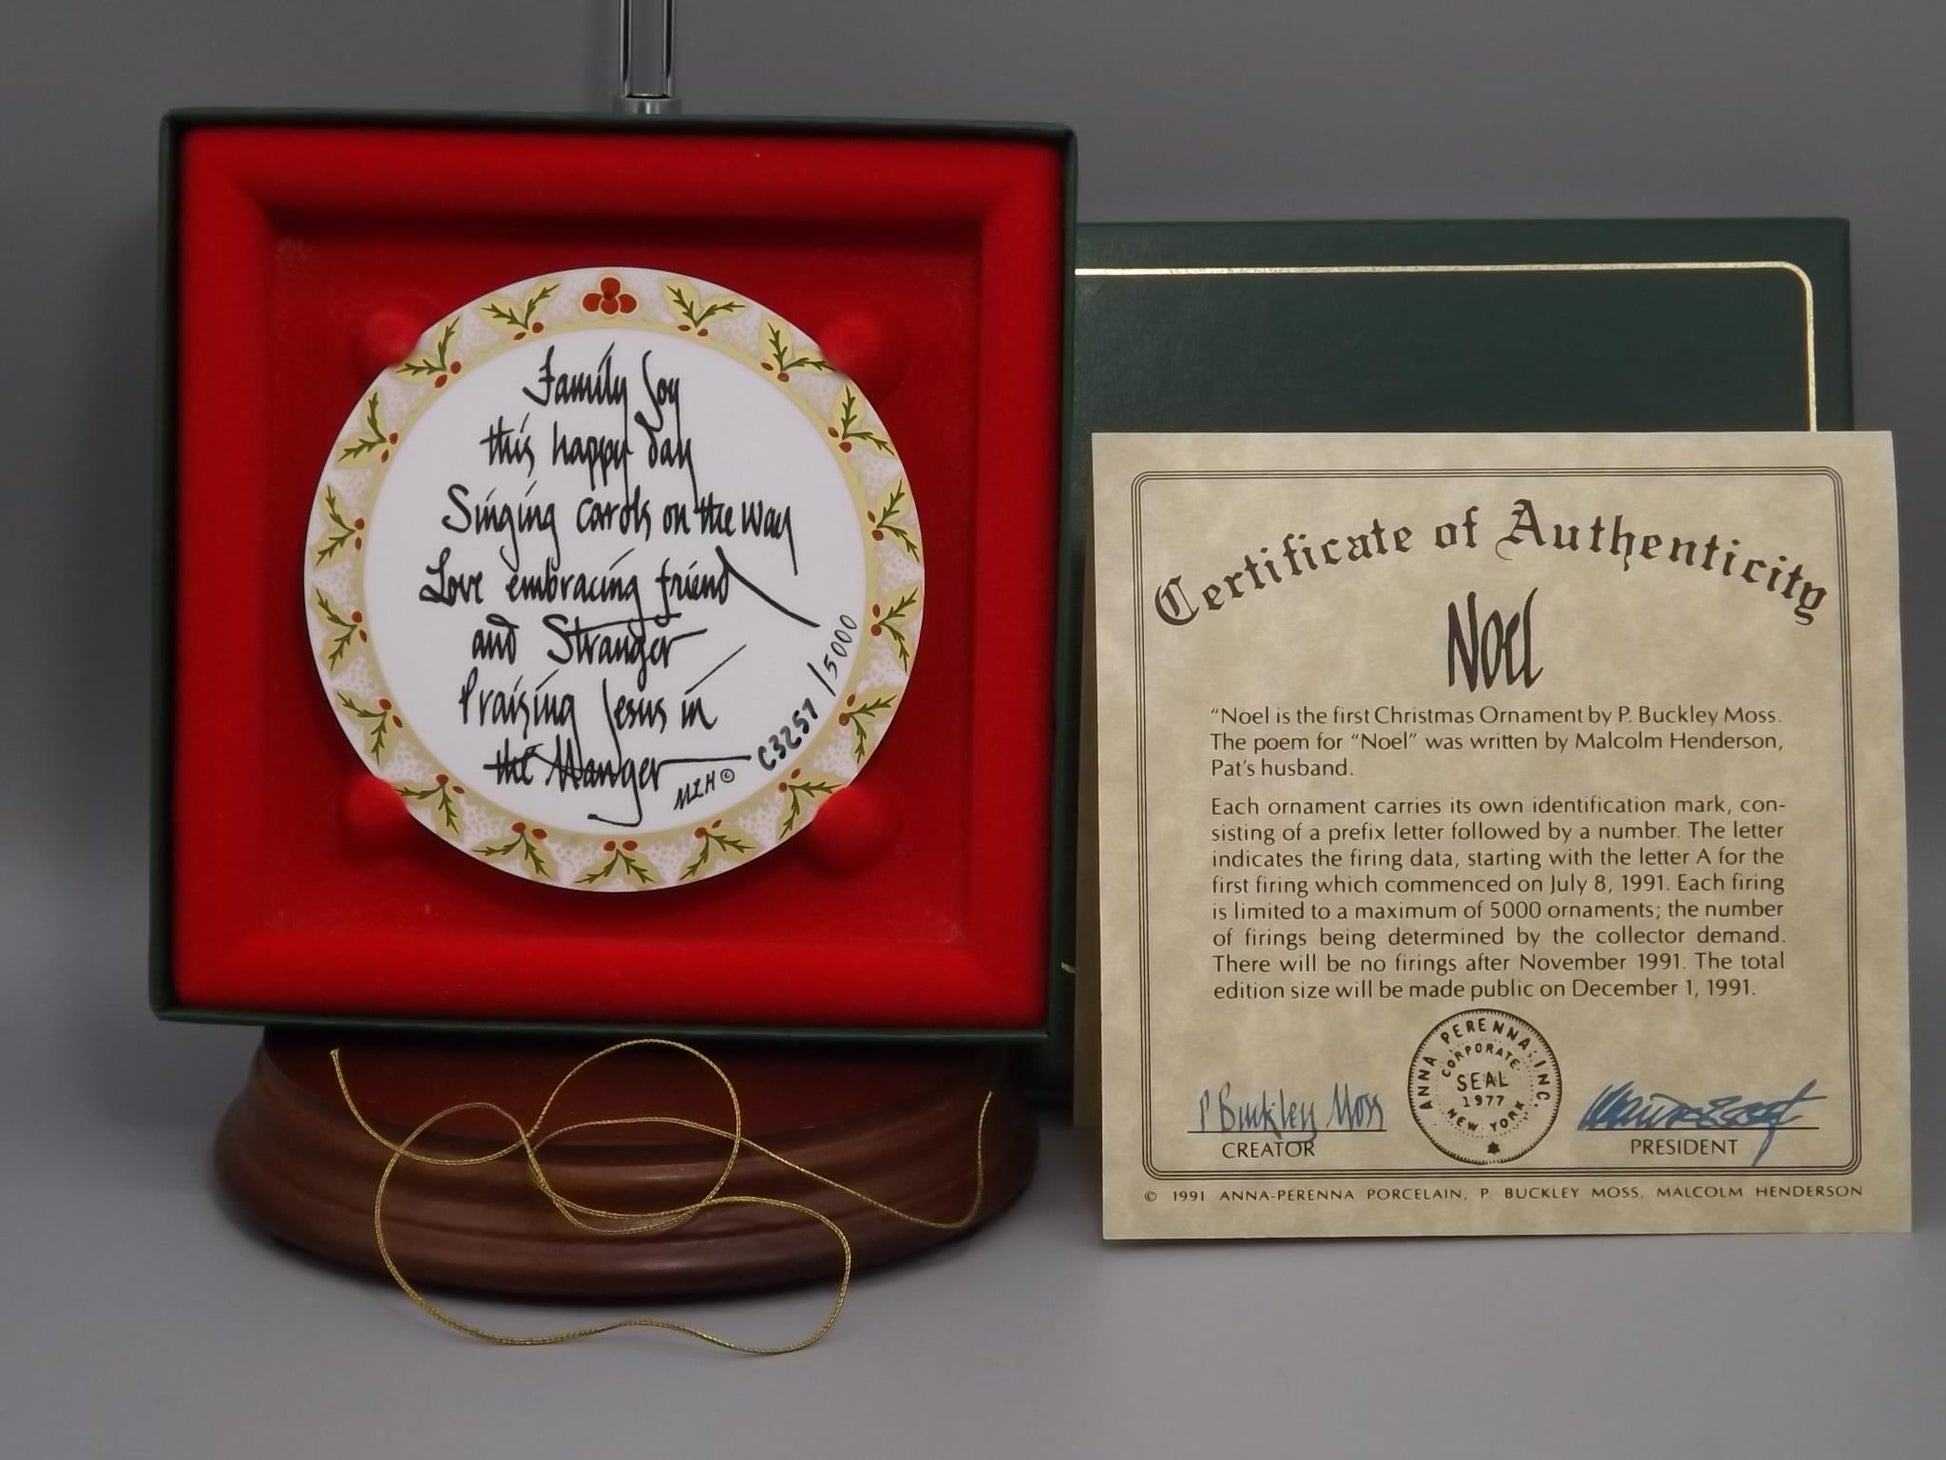 Family Joy
this happy day
Singing carols on the way
Love embracing friend
and Stranger
Praising Jesus in
the Manger
MLH ©
C3257 /5000
Certificate of Authenticity
Noel
“Noel is the first Christmas Ornament by P. Buckley Moss.
The poem for “Noel” was written by Malcolm Henderson,
Pat's husband.
Each ornament carries its own identification mark, con-
sisting of a prefix letter followed by a number. The letter
indicates the firing data, starting with the letter A for the
first firing which commenced on July 8, 1991. Each firing
is limited to a maximum of 5000 ornaments; the number
of firings being determined by the collector demand.
There will be no firings after November 1991. The total
edition size will be made public on December 1, 1991.
P Buckley Moss
CREATOR
ANNA PERENNA, INC.
CORPORATE
SEAL
1977
NEW YORK
PRESIDENT
© 1991 ANNA-PERENNA PORCELAIN, P. BUCKLEY MOSS, MALCOLM HENDERSON